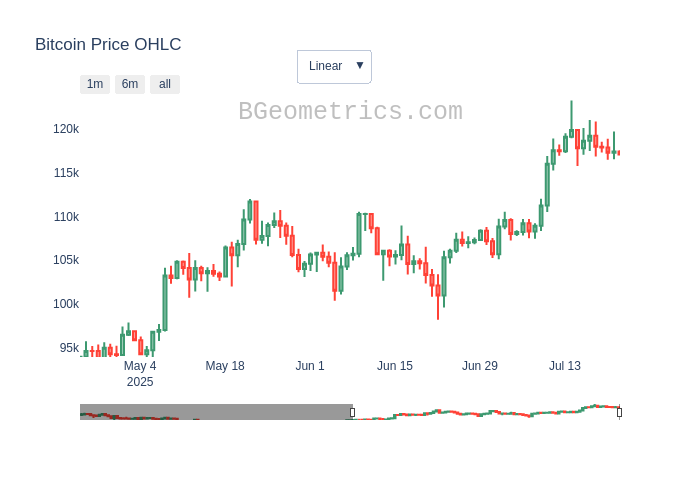 Bitcoin Price OHLC
Linear ▼
1m 6m all
BGeometrics.com
120k
115k
110k
105k
100k
95k
May 4 May 18 Jun 1 Jun 15 Jun 29 Jul 13
2025